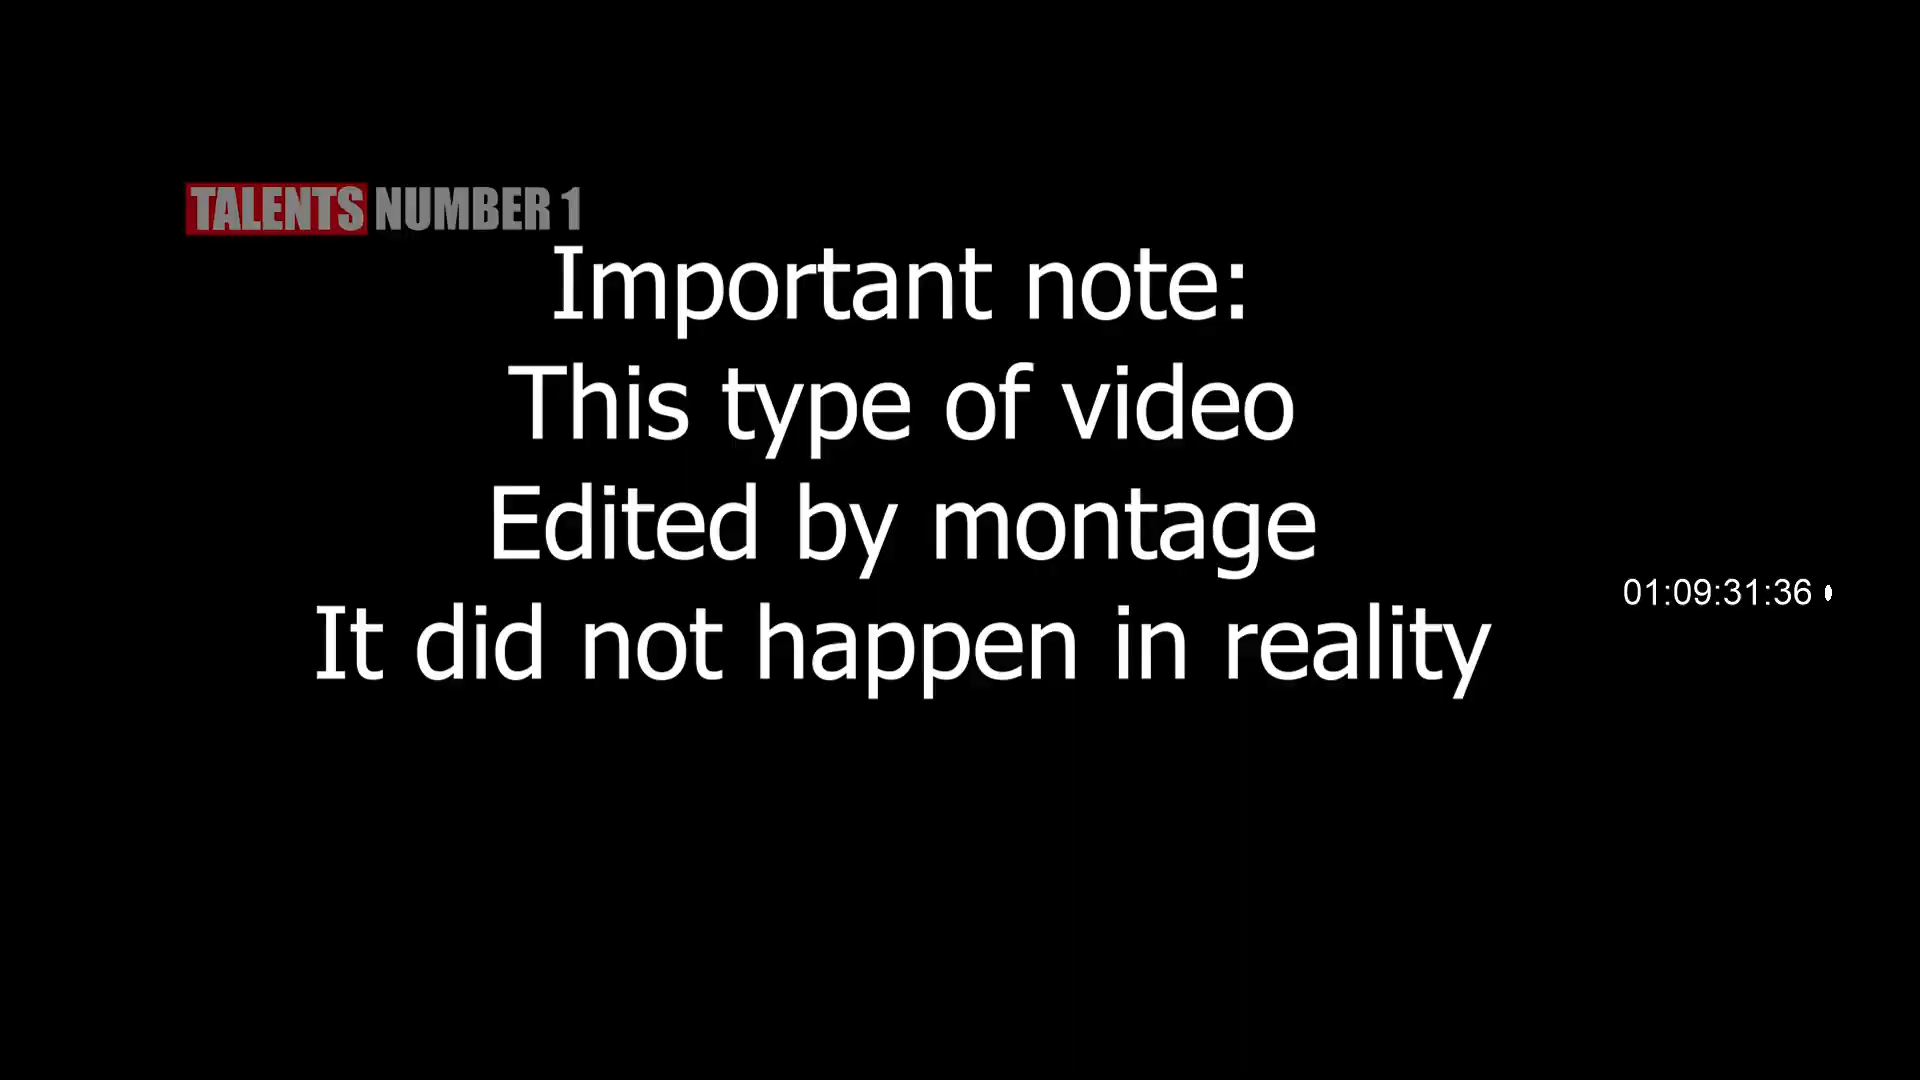 TALENTS NUMBER 1
Important note:
This type of video
Edited by montage
01:09:31:36
It did not happen in reality